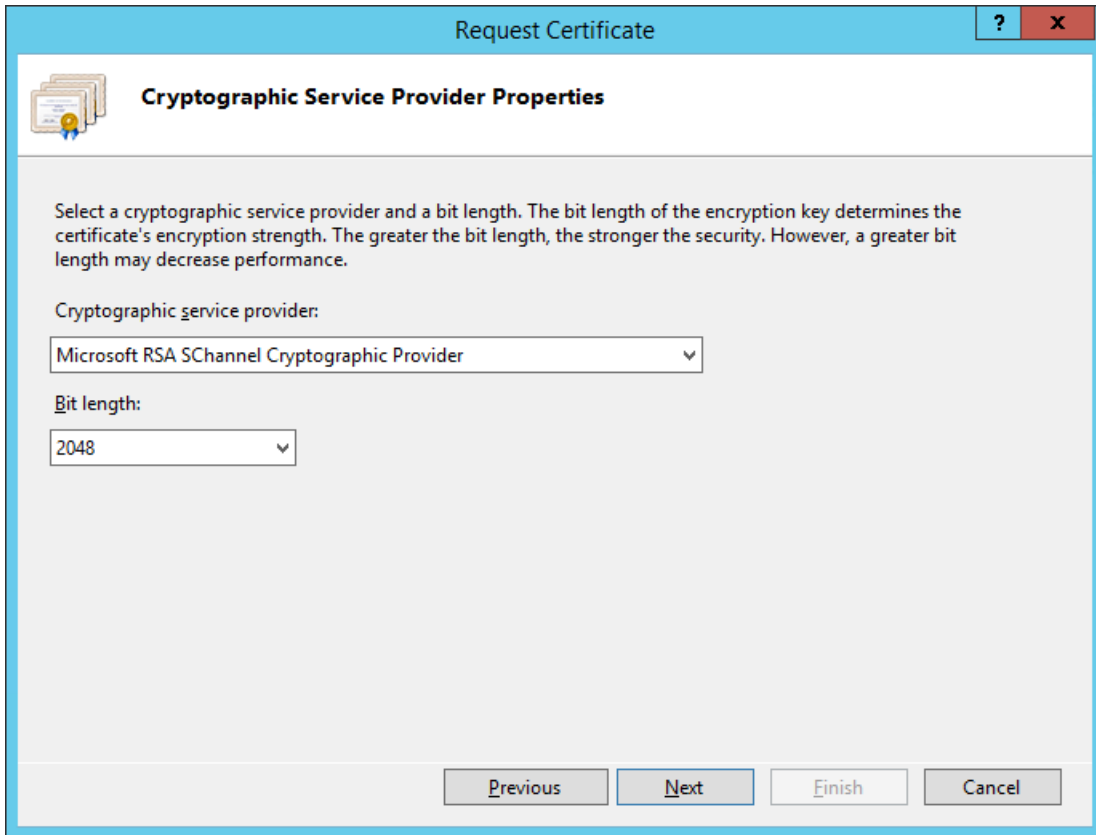 Request Certificate
?
x
Cryptographic Service Provider Properties
Select a cryptographic service provider and a bit length. The bit length of the encryption key determines the
certificate's encryption strength. The greater the bit length, the stronger the security. However, a greater bit
length may decrease performance.
Cryptographic service provider:
Microsoft RSA SChannel Cryptographic Provider
Bit length:
2048
Previous
Next
Finish
Cancel